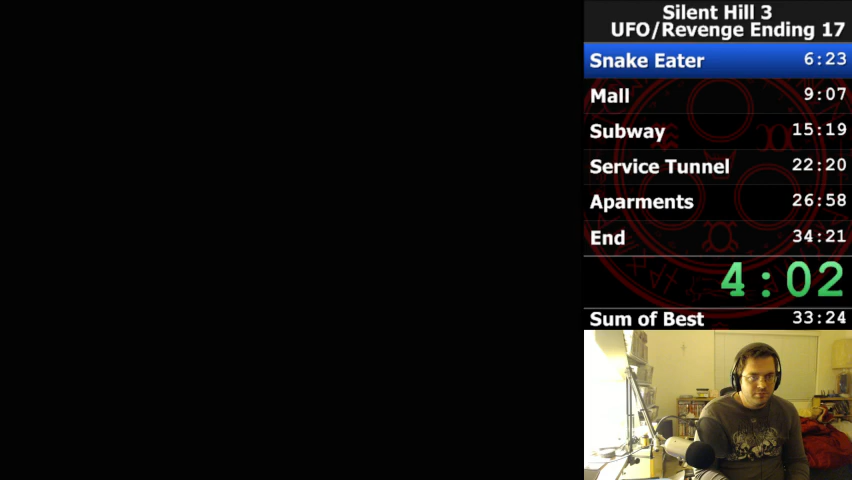 Silent Hill 3
UFO/Revenge Ending 17
Snake Eater 6:23
Mall 9:07
Subway 15:19
Service Tunnel 22:20
Aparments 26:58
End 34:21
4:02
Sum of Best 33:24